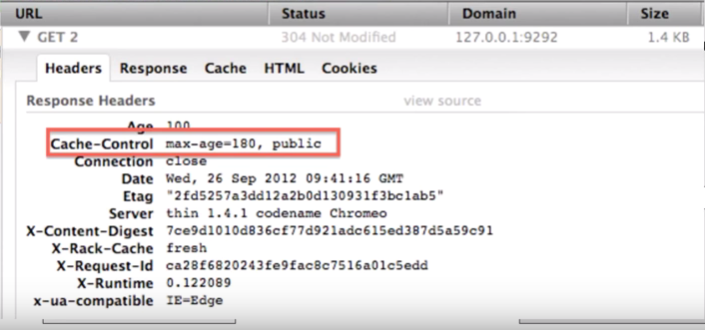 URL Status Domain Size
GET 2 304 Not Modified 127.0.0.1:9292 1.4 KB
Headers Response Cache HTML Cookies
Response Headers view source
Age 100
Cache-Control max-age=180, public
Connection close
Date Wed, 26 Sep 2012 09:41:16 GMT
Etag "2fd5257a3dd12a2b0d130931f3bc1ab5"
Server thin 1.4.1 codename Chromeo
X-Content-Digest 7ce9d1010d836cf77d921adc615ed387d5a59c91
X-Rack-Cache fresh
X-Request-Id ca28f6820243fe9fac8c7516a01c5edd
X-Runtime 0.122089
x-ua-compatible IE=Edge